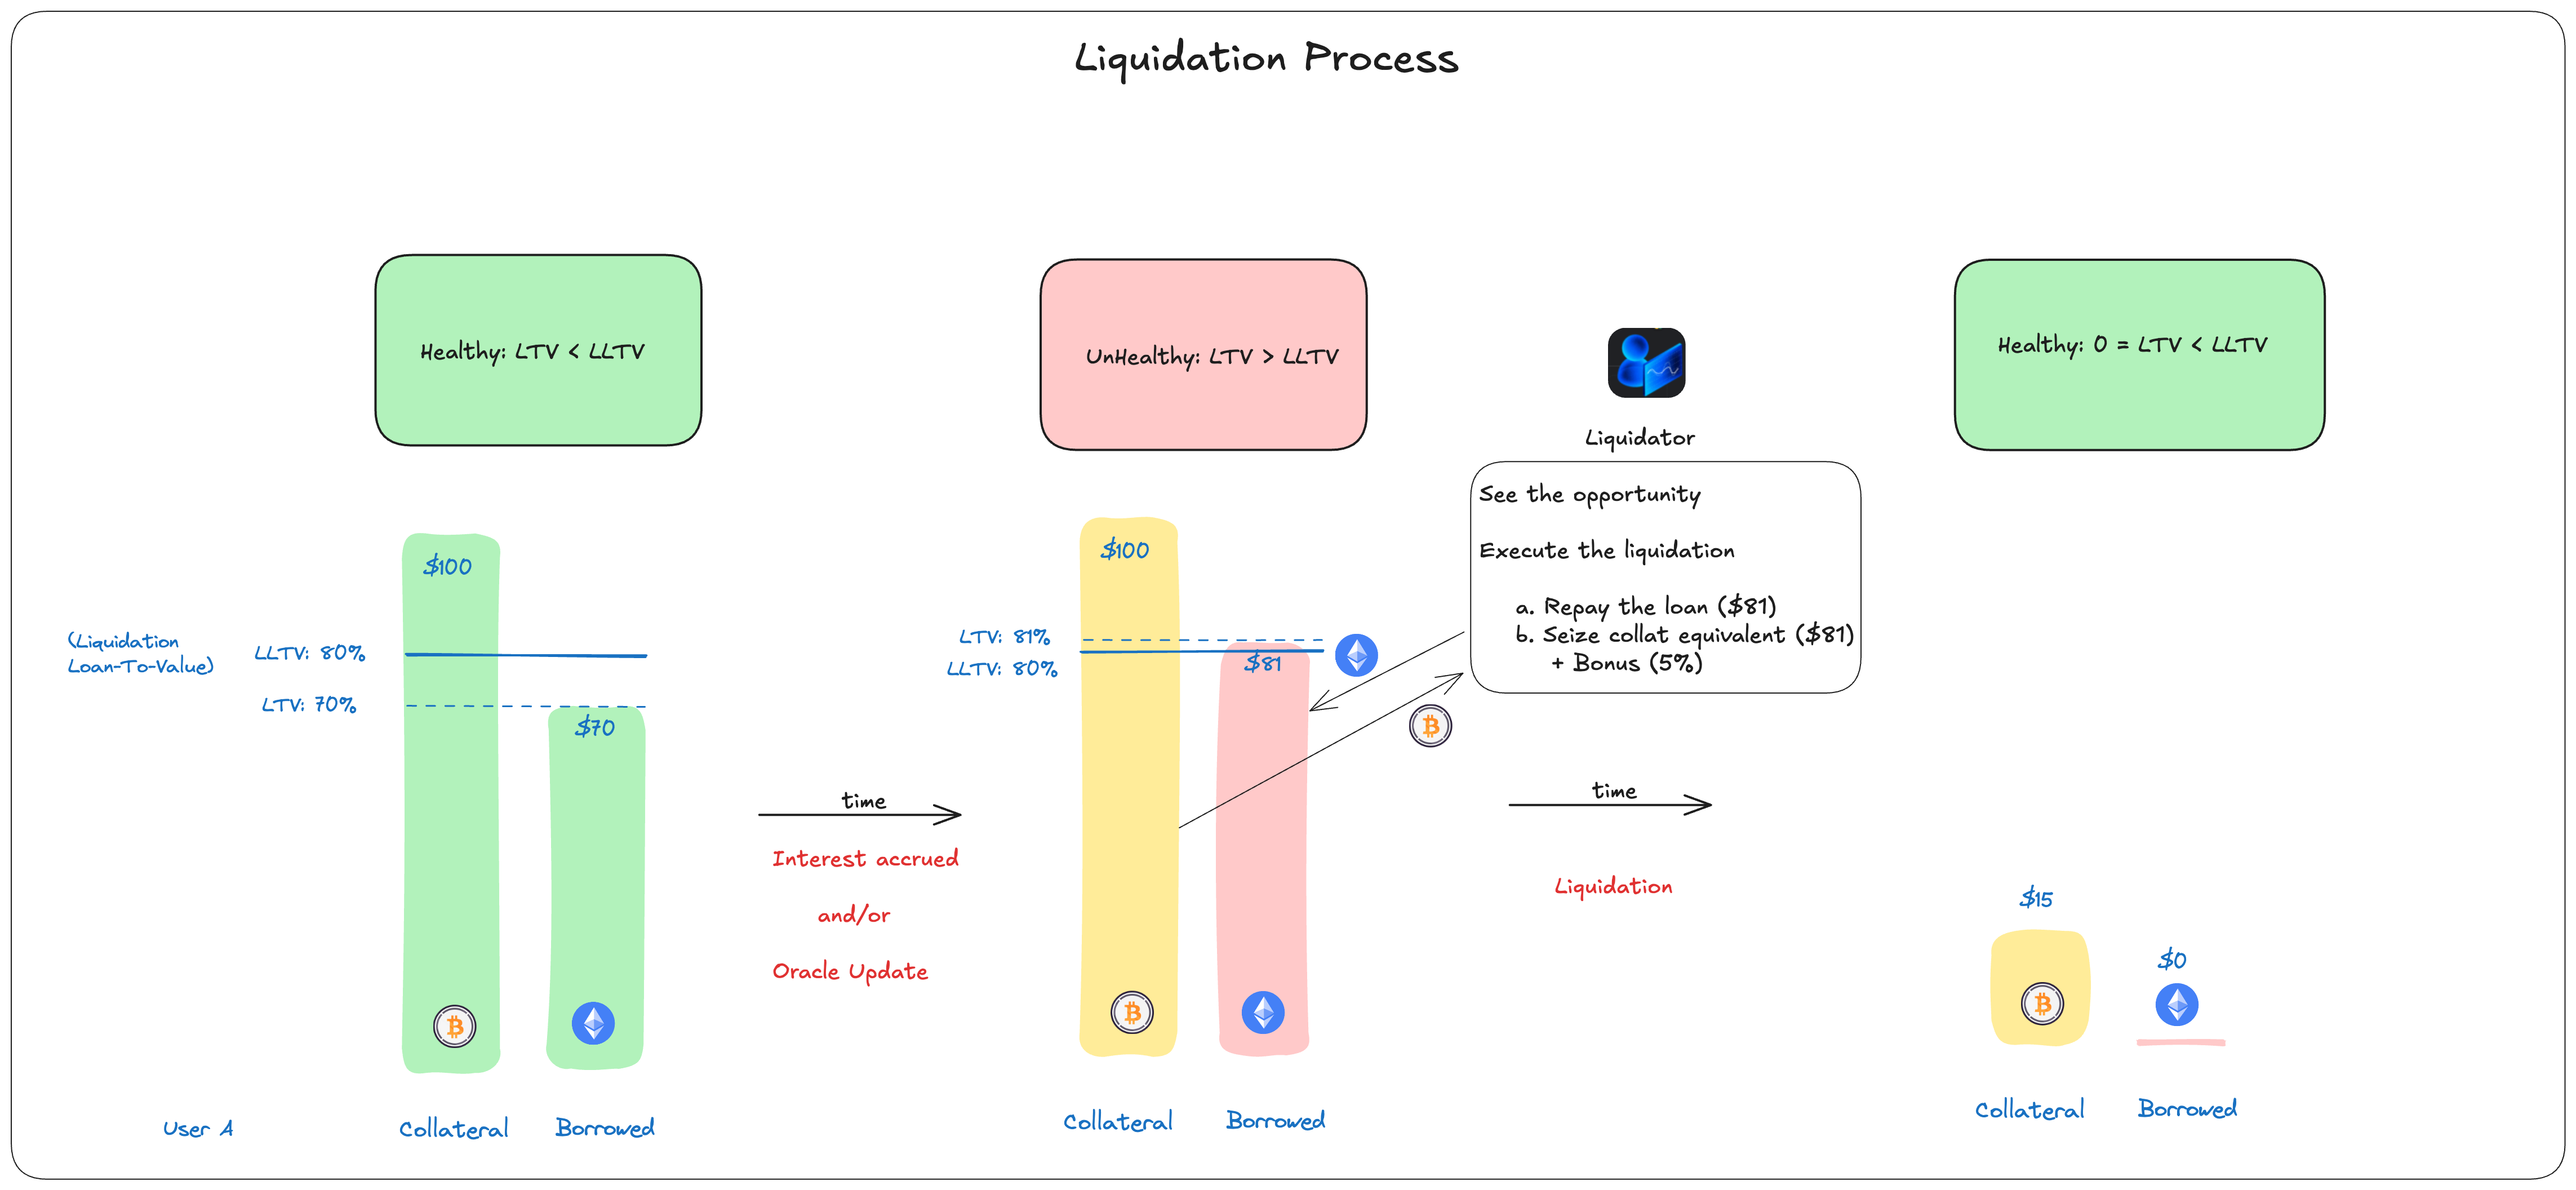 Liquidation Process
Healthy: LTV < LLTV
UnHealthy: LTV > LLTV
Healthy: 0 = LTV < LLTV
Liquidator
See the opportunity
Execute the liquidation
a. Repay the loan ($81)
b. Seize collat equivalent ($81)
+ Bonus (5%)
$100
(Liquidation
Loan-To-Value)
LLTV: 80%
LTV: 70%
$70
User A
Collateral
Borrowed
time
Interest accrued
and/or
Oracle Update
$100
LTV: 81%
LLTV: 80%
$81
Collateral
Borrowed
time
Liquidation
$15
$0
Collateral
Borrowed